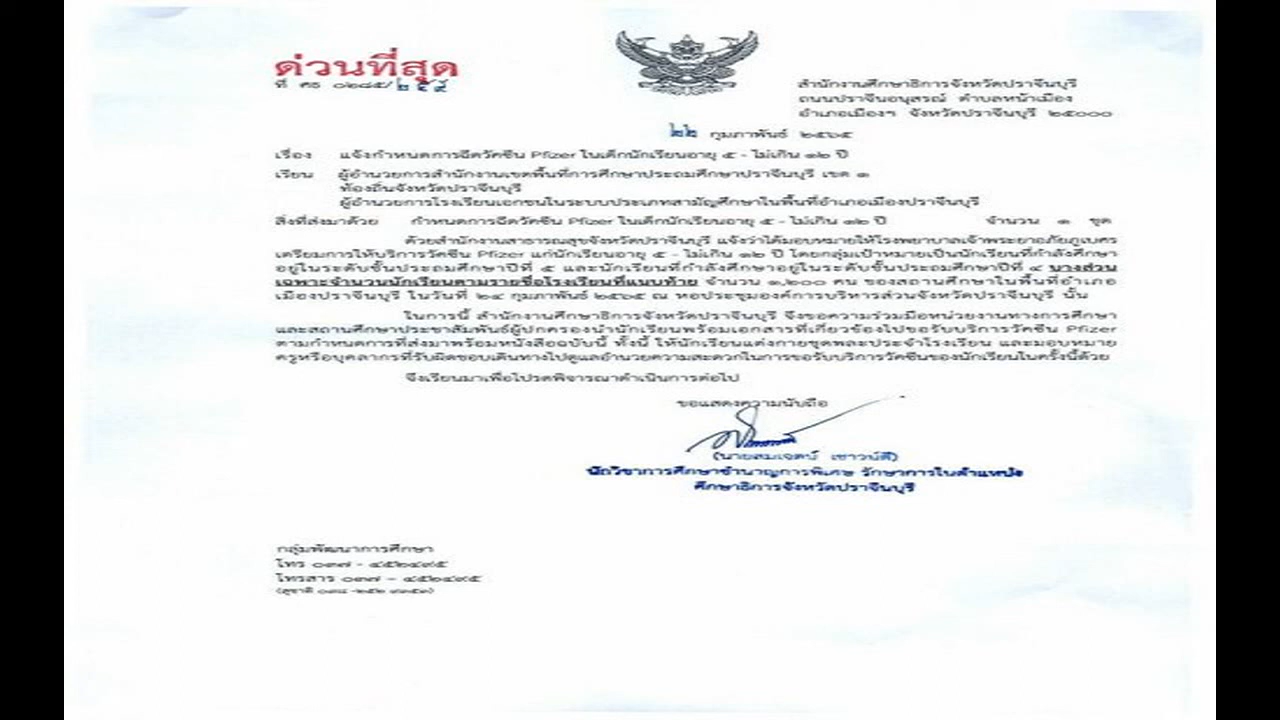 ด่วนที่สุด
ที่ ศธ ๐๒๘๕/๒๕๙
สำนักงานศึกษาธิการจังหวัดปราจีนบุรี
ถนนปราจีนอนุสรณ์ ตำบลหน้าเมือง
อำเภอเมืองฯ จังหวัดปราจีนบุรี ๒๕๐๐๐
๒๒ กุมภาพันธ์ ๒๕๖๕
เรื่อง แจ้งกำหนดการฉีดวัคซีน Pfizer ในเด็กนักเรียนอายุ ๕ - ไม่เกิน ๑๒ ปี
เรียน ผู้อำนวยการสำนักงานเขตพื้นที่การศึกษาประถมศึกษาปราจีนบุรี เขต ๑
ท้องถิ่นจังหวัดปราจีนบุรี
ผู้อำนวยการโรงเรียนเอกชนในระบบประเภทสามัญศึกษาในพื้นที่อำเภอเมืองปราจีนบุรี
สิ่งที่ส่งมาด้วย กำหนดการฉีดวัคซีน Pfizer ในเด็กนักเรียนอายุ ๕ - ไม่เกิน ๑๒ ปี จำนวน ๑ ชุด
ด้วยสำนักงานสาธารณสุขจังหวัดปราจีนบุรี แจ้งว่าได้มอบหมายให้โรงพยาบาลเจ้าพระยาอภัยภูเบศร
เตรียมการให้บริการวัคซีน Pfizer แก่นักเรียนอายุ ๕ - ไม่เกิน ๑๒ ปี โดยกลุ่มเป้าหมายเป็นนักเรียนที่กำลังศึกษา
อยู่ในระดับชั้นประถมศึกษาปีที่ ๕ และนักเรียนที่กำลังศึกษาอยู่ในระดับชั้นประถมศึกษาปีที่ ๔ บางส่วน
เฉพาะจำนวนนักเรียนตามรายชื่อโรงเรียนที่แนบท้าย จำนวน ๑,๒๐๐ คน ของสถานศึกษาในพื้นที่อำเภอ
เมืองปราจีนบุรี ในวันที่ ๒๔ กุมภาพันธ์ ๒๕๖๕ ณ หอประชุมองค์การบริหารส่วนจังหวัดปราจีนบุรี นั้น
ในการนี้ สำนักงานศึกษาธิการจังหวัดปราจีนบุรี จึงขอความร่วมมือหน่วยงานทางการศึกษา
และสถานศึกษาประชาสัมพันธ์ผู้ปกครองนำนักเรียนพร้อมเอกสารที่เกี่ยวข้องไปขอรับบริการวัคซีน Pfizer
ตามกำหนดการที่ส่งมาพร้อมหนังสือฉบับนี้ ทั้งนี้ ให้นักเรียนแต่งกายชุดพละประจำโรงเรียน และมอบหมาย
ครูหรือบุคลากรที่รับผิดชอบเดินทางไปดูแลอำนวยความสะดวกในการขอรับบริการวัคซีนของนักเรียนในครั้งนี้ด้วย
จึงเรียนมาเพื่อโปรดพิจารณาดำเนินการต่อไป
ขอแสดงความนับถือ
(นายสมเจตน์ เชาวน์ดี)
นักวิชาการศึกษาชำนาญการพิเศษ รักษาการในตำแหน่ง
ศึกษาธิการจังหวัดปราจีนบุรี
กลุ่มพัฒนาการศึกษา
โทร ๐๓๗ - ๔๕๒๔๙๕
โทรสาร ๐๓๗ – ๔๕๒๔๙๕